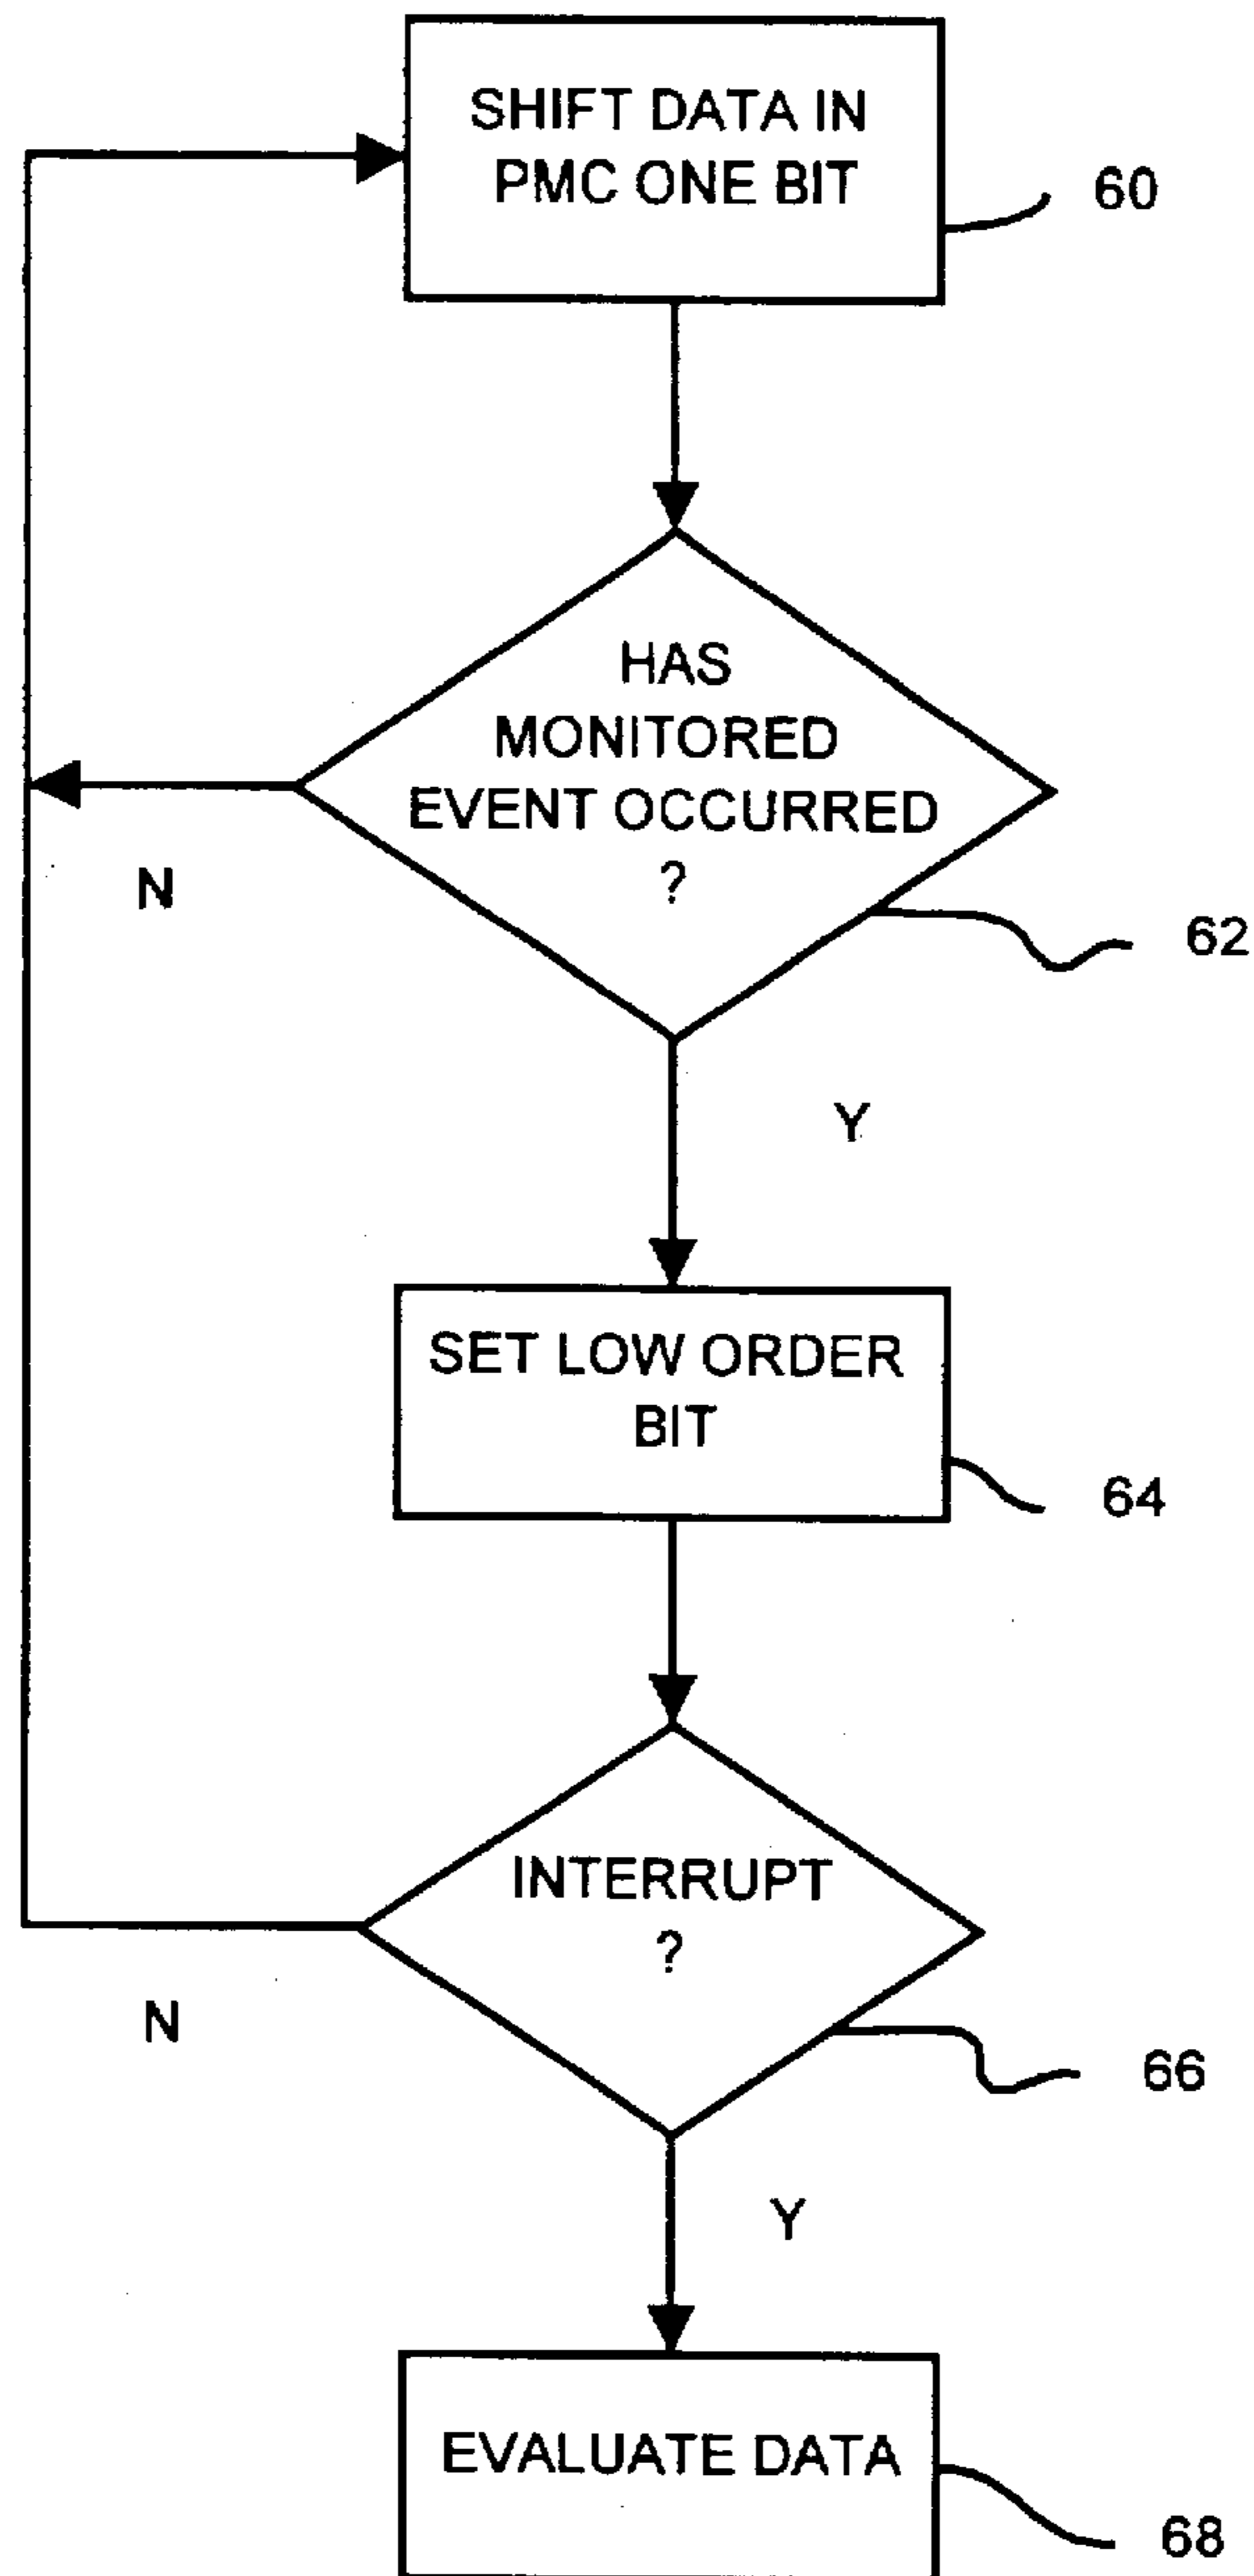 SHIFT DATA IN
PMC ONE BIT
60
HAS
MONITORED
EVENT OCCURRED
?
N
62
Y
SET LOW ORDER
BIT
64
INTERRUPT
?
N
66
Y
EVALUATE DATA
68